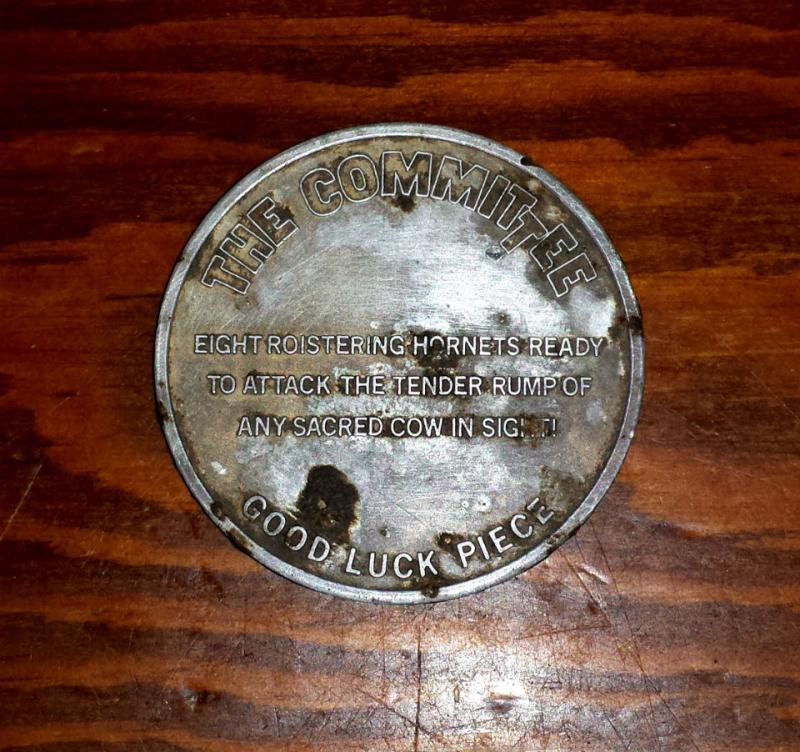 THE COMMITTEE
EIGHT ROISTERING HORNETS READY
TO ATTACK THE TENDER RUMP OF
ANY SACRED COW IN SIGHT!
GOOD LUCK PIECE